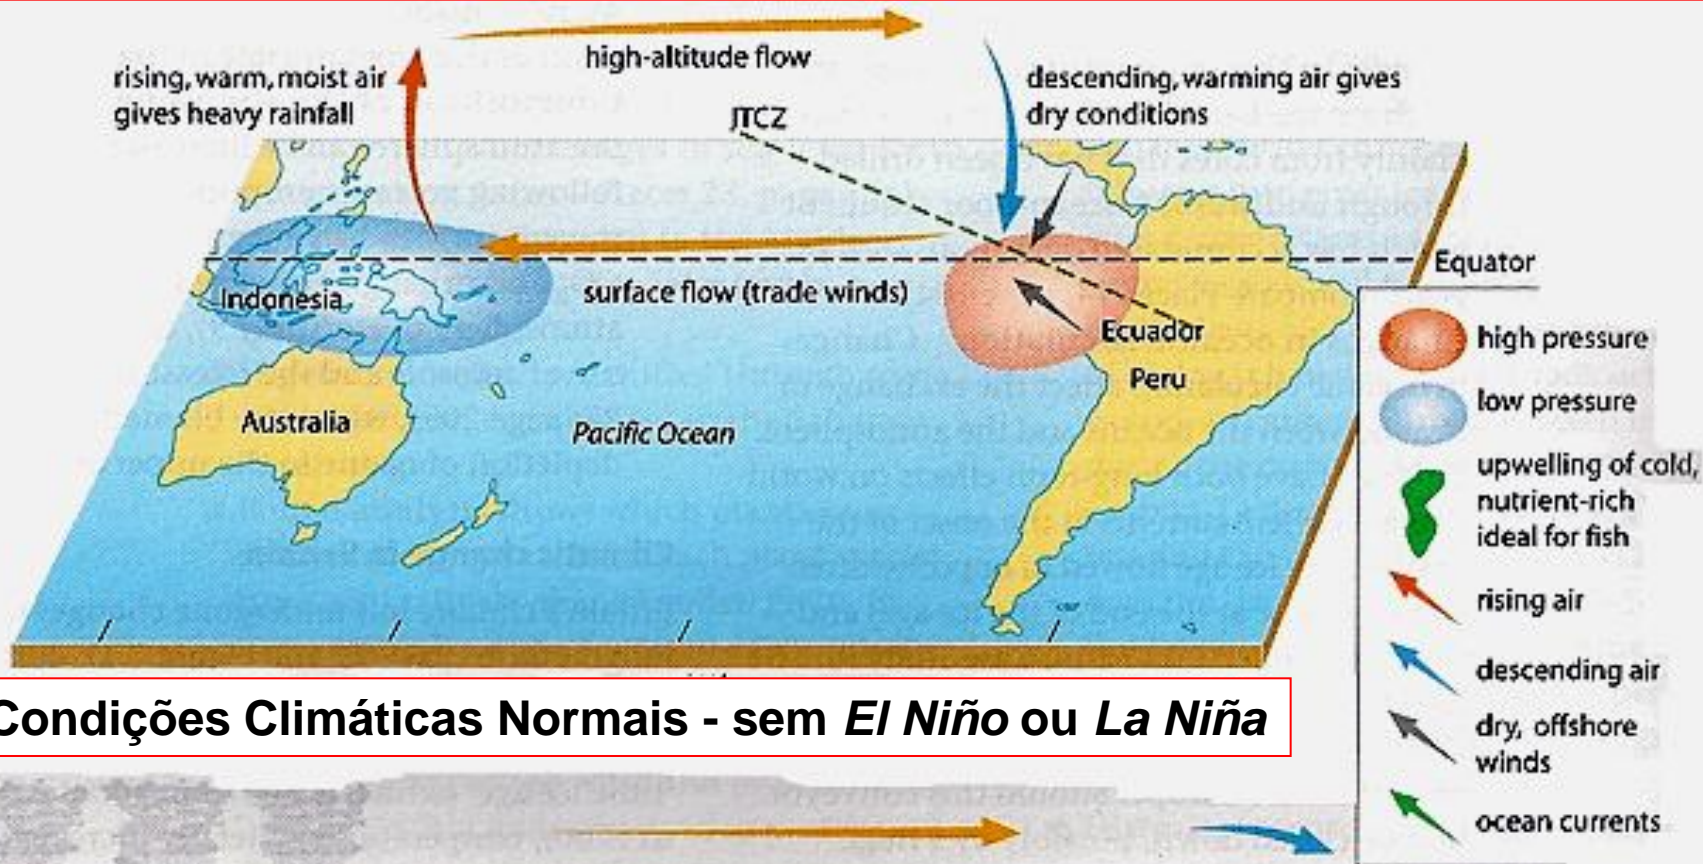 rising, warm, moist air
gives heavy rainfall
high-altitude flow
descending, warming air gives
dry conditions
ITCZ
Equator
Indonesia
surface flow (trade winds)
Ecuador
Peru
Australia
Pacific Ocean
high pressure
low pressure
upwelling of cold,
nutrient-rich
ideal for fish
rising air
descending air
dry, offshore
winds
ocean currents
Condições Climáticas Normais - sem El Niño ou La Niña